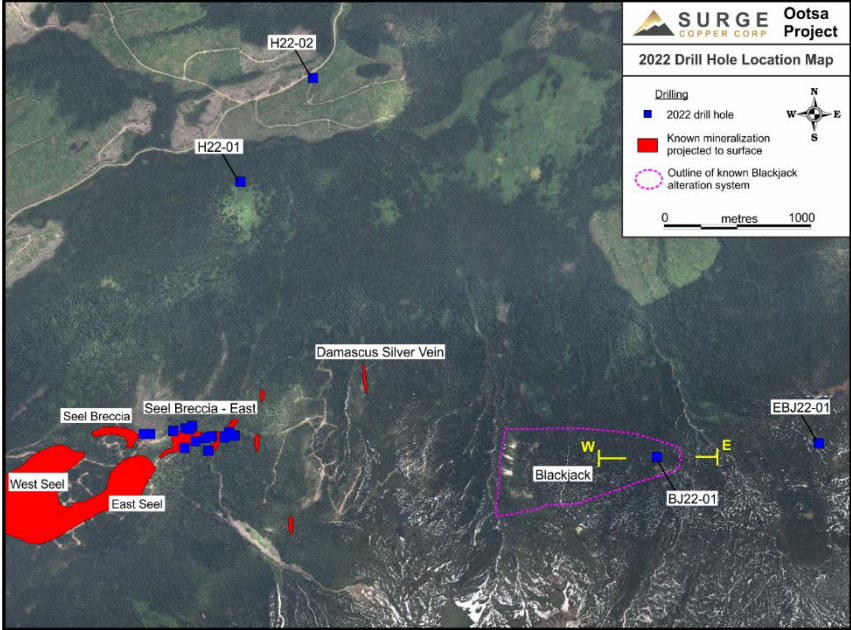 SURGE
COPPER CORP
Ootsa
Project
2022 Drill Hole Location Map
Drilling
2022 drill hole
Known mineralization
projected to surface
Outline of known Blackjack
alteration system
N
W
E
S
0 metres 1000
H22-02
H22-01
Damascus Silver Vein
Seel Breccia
Seel Breccia - East
EBJ22-01
W
E
West Seel
Blackjack
East Seel
BJ22-01